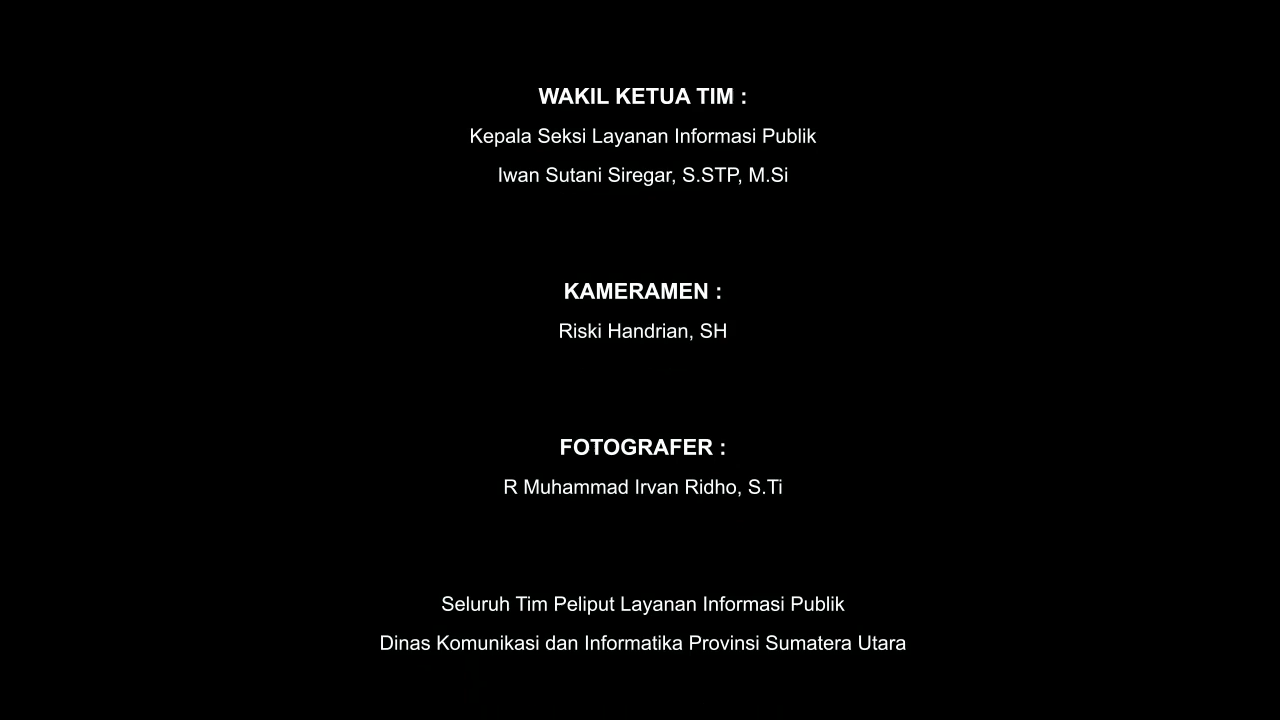 WAKIL KETUA TIM :
Kepala Seksi Layanan Informasi Publik
Iwan Sutani Siregar, S.STP, M.Si
KAMERAMEN :
Riski Handrian, SH
FOTOGRAFER :
R Muhammad Irvan Ridho, S.Ti
Seluruh Tim Peliput Layanan Informasi Publik
Dinas Komunikasi dan Informatika Provinsi Sumatera Utara